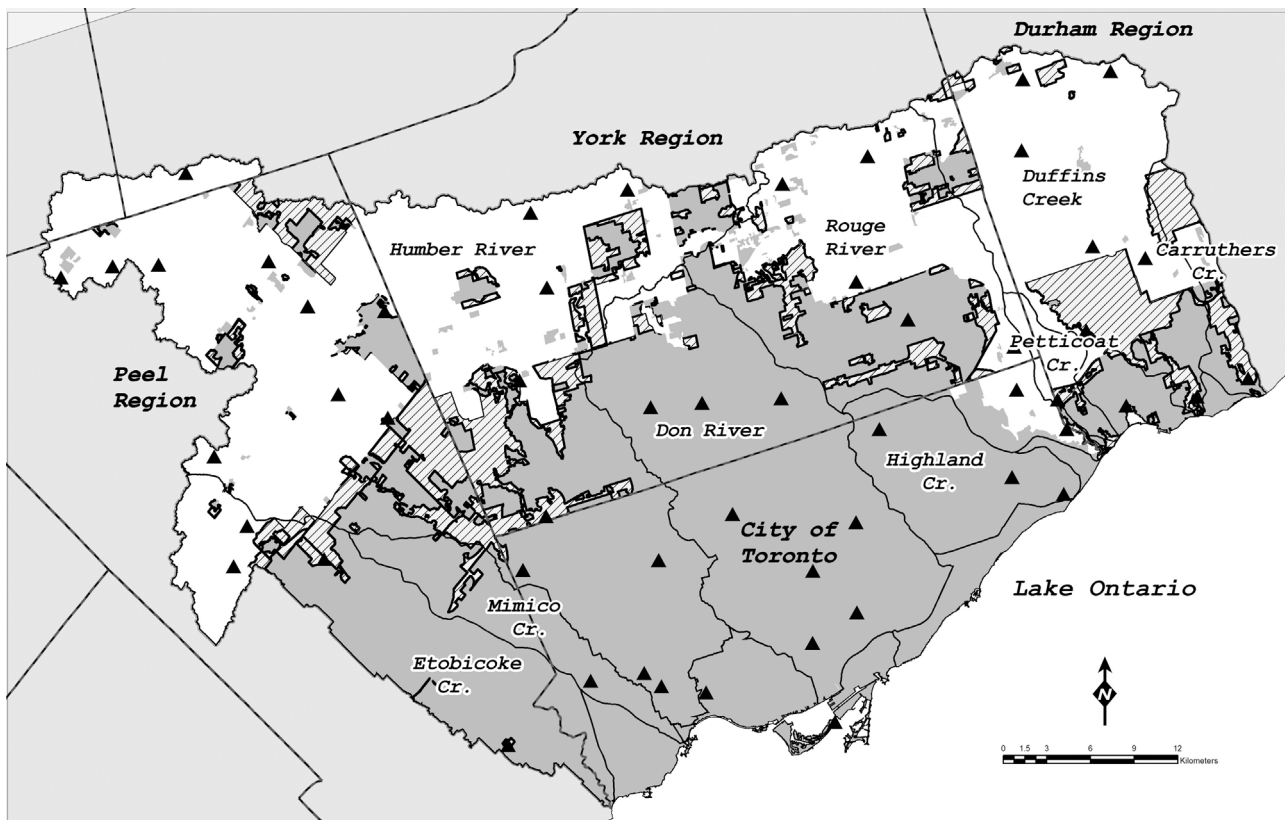 Durham Region
York Region
Duffins
Creek
Humber River
Rouge
River
Carruthers
Cr.
Petticoat
Cr.
Peel
Region
Don River
Highland
Cr.
City of
Toronto
Lake Ontario
Mimico
Cr.
Etobicoke
Cr.
N
0 1.5 3 6 9 12
Kilometers